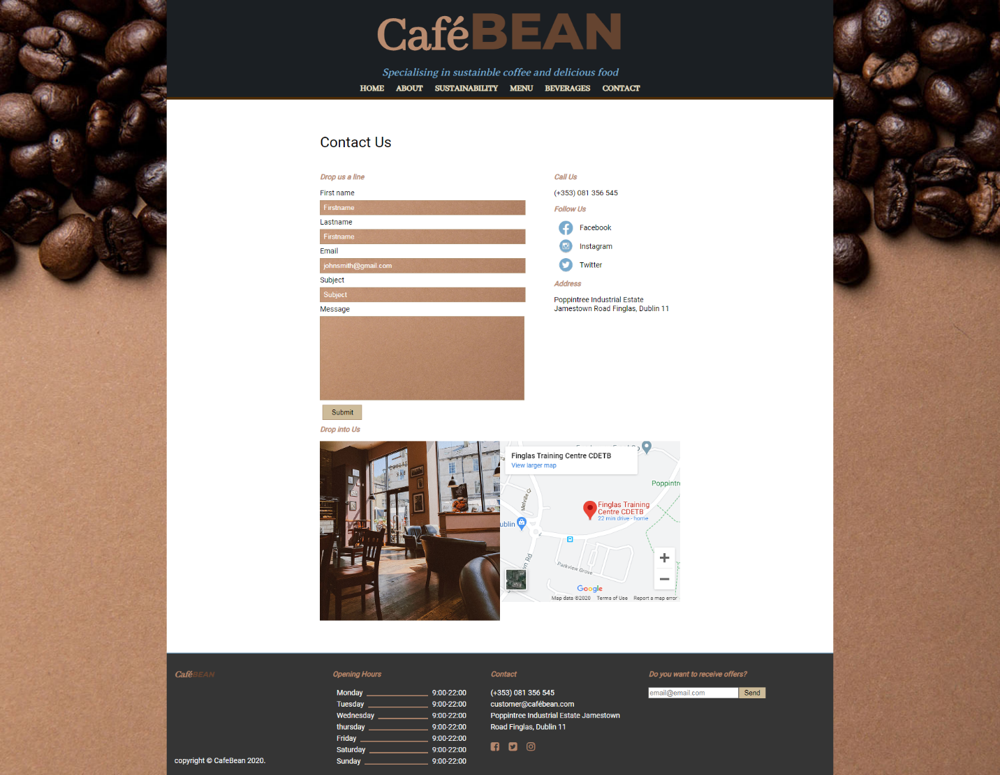 CaféBEAN
Specialising in sustainble coffee and delicious food
HOME ABOUT SUSTAINABILITY MENU BEVERAGES CONTACT
Contact Us
Drop us a line
First name
Firstname
Lastname
Firstname
Email
johnsmith@gmail.com
Subject
Subject
Message
Submit
Call Us
(+353) 081 356 545
Follow Us
Facebook
Instagram
Twitter
Address
Poppintree Industrial Estate
Jamestown Road Finglas, Dublin 11
Drop into Us
Finglas Training Centre CDETB
View larger map
Poppintre
Melville Cr
Finglas Training
Centre CDETB
22 min drive - home
ublin
Parkview Grove
wn Rd
Google
Map data ©2020 Terms of Use Report a map error
CaféBEAN
copyright © CafeBean 2020.
Opening Hours
Monday 9:00-22:00
Tuesday 9:00-22:00
Wednesday 9:00-22:00
thursday 9:00-22:00
Friday 9:00-22:00
Saturday 9:00-22:00
Sunday 9:00-22:00
Contact
(+353) 081 356 545
customer@cafébean.com
Poppintree Industrial Estate Jamestown
Road Finglas, Dublin 11
Do you want to receive offers?
email@email.com Send